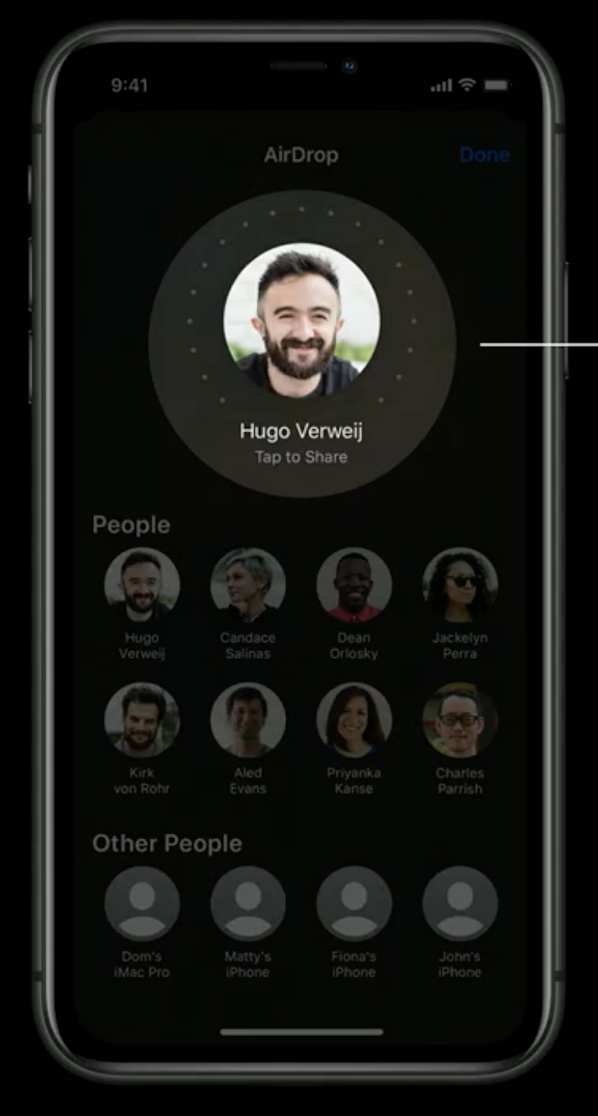 9:41
AirDrop
Done
Hugo Verweij
Tap to Share
People
Hugo
Verweij
Candace
Salinas
Dean
Orlosky
Jackelyn
Perra
Kirk
von Rohr
Aled
Evans
Priyanka
Kanse
Charles
Parrish
Other People
Dom's
iMac Pro
Matty's
iPhone
Fiona's
iPhone
John's
iPhone